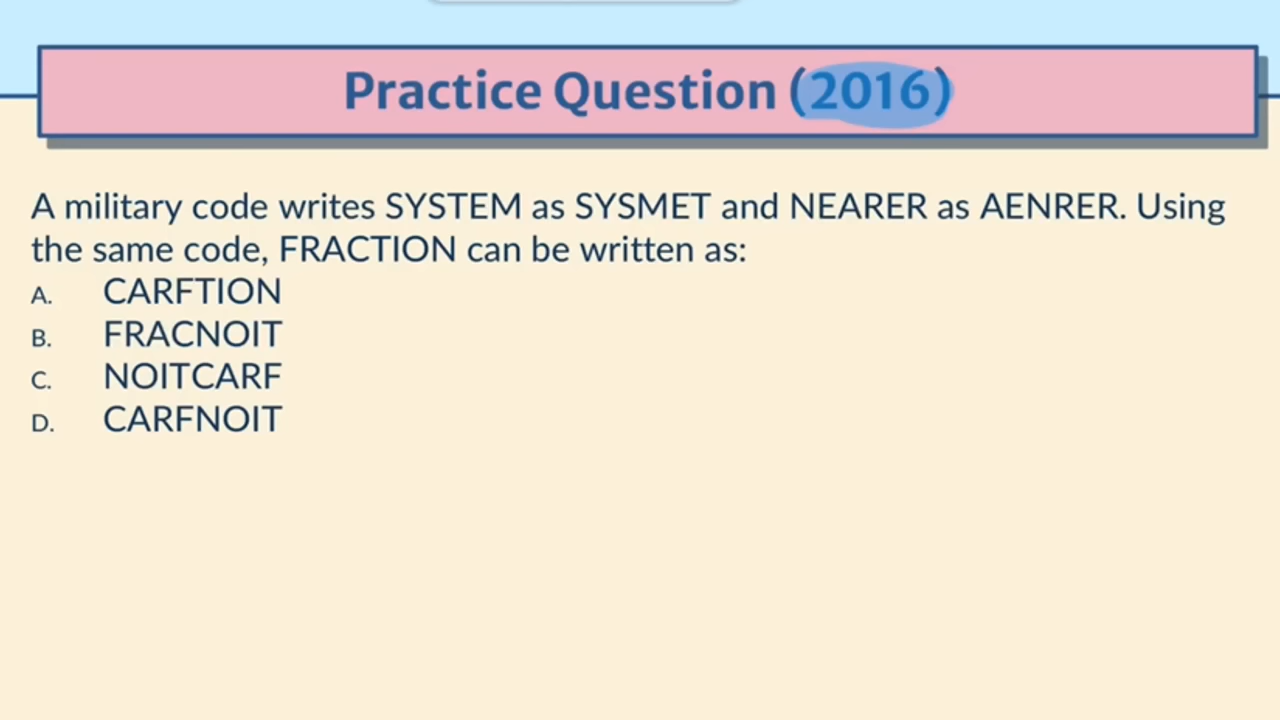 Practice Question (2016)
A military code writes SYSTEM as SYSMET and NEARER as AENRER. Using
the same code, FRACTION can be written as:
A. CARFTION
B. FRACNOIT
C. NOITCARF
D. CARFNOIT